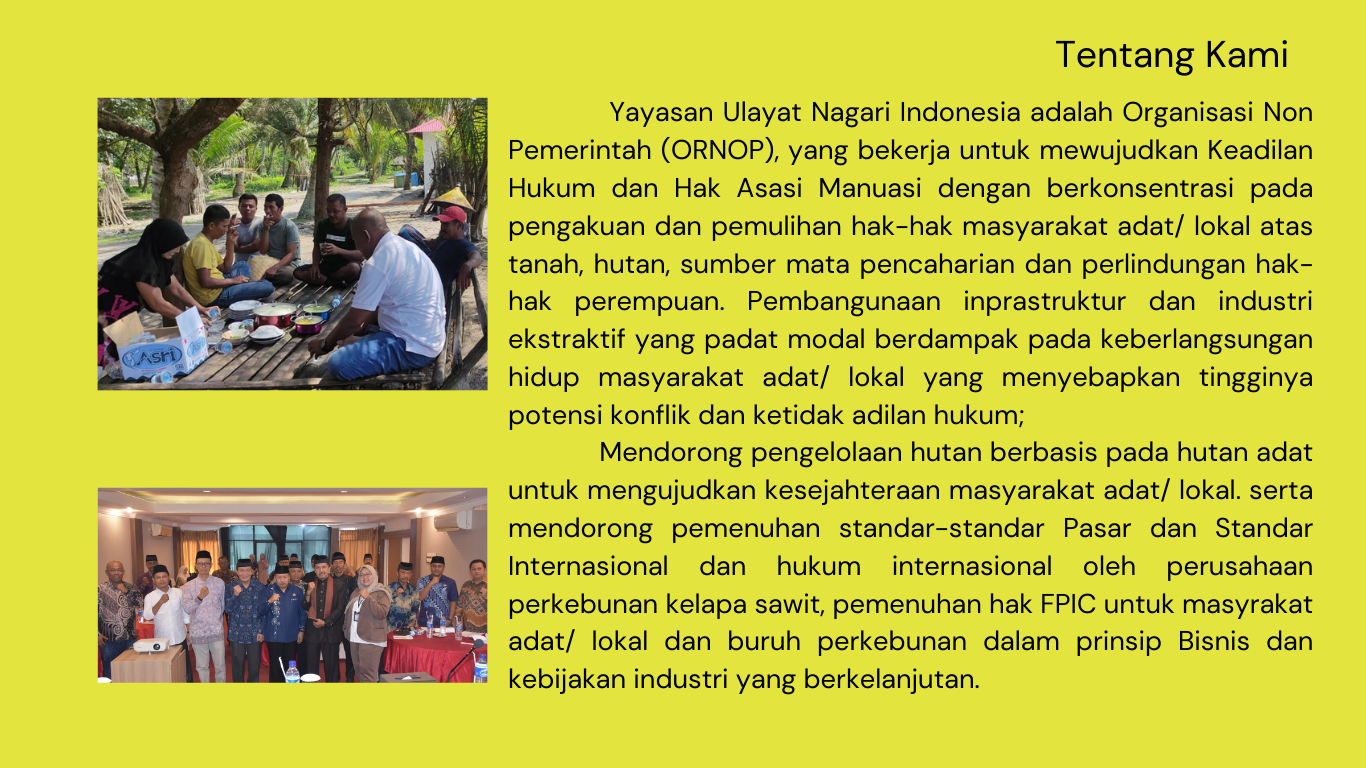 Tentang Kami
Yayasan Ulayat Nagari Indonesia adalah Organisasi Non
Pemerintah (ORNOP), yang bekerja untuk mewujudkan Keadilan
Hukum dan Hak Asasi Manuasi dengan berkonsentrasi pada
pengakuan dan pemulihan hak-hak masyarakat adat/ lokal atas
tanah, hutan, sumber mata pencaharian dan perlindungan hak-
hak perempuan. Pembangunaan inprastruktur dan industri
ekstraktif yang padat modal berdampak pada keberlangsungan
hidup masyarakat adat/ lokal yang menyebapkan tingginya
potensi konflik dan ketidak adilan hukum;
Mendorong pengelolaan hutan berbasis pada hutan adat
untuk mengujudkan kesejahteraan masyarakat adat/ lokal. serta
mendorong pemenuhan standar-standar Pasar dan Standar
Internasional dan hukum internasional oleh perusahaan
perkebunan kelapa sawit, pemenuhan hak FPIC untuk masyrakat
adat/ lokal dan buruh perkebunan dalam prinsip Bisnis dan
kebijakan industri yang berkelanjutan.
Asri